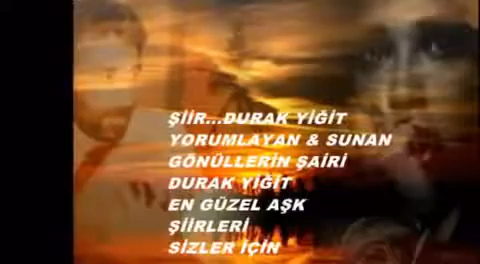 ŞİİR...DURAK YİĞİT
YORUMLAYAN & SUNAN
GÖNÜLLERİN ŞAİRİ
DURAK YİĞİT
EN GÜZEL AŞK
ŞİİRLERİ
SİZLER İÇİN